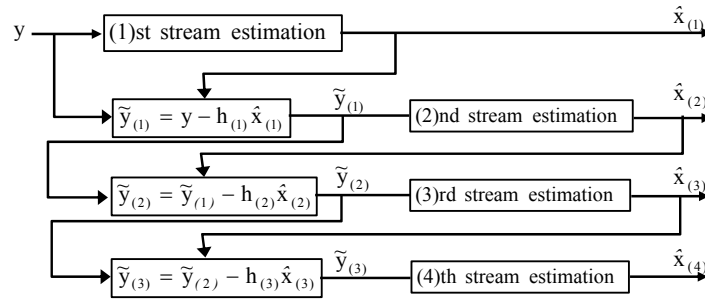 y (1)st stream estimation x̂₍₁₎
ỹ₍₁₎ = y − h₍₁₎ x̂₍₁₎ ỹ₍₁₎ (2)nd stream estimation x̂₍₂₎
ỹ₍₂₎ = ỹ₍₁₎ − h₍₂₎ x̂₍₂₎ ỹ₍₂₎ (3)rd stream estimation x̂₍₃₎
ỹ₍₃₎ = ỹ₍₂₎ − h₍₃₎ x̂₍₃₎ ỹ₍₃₎ (4)th stream estimation x̂₍₄₎